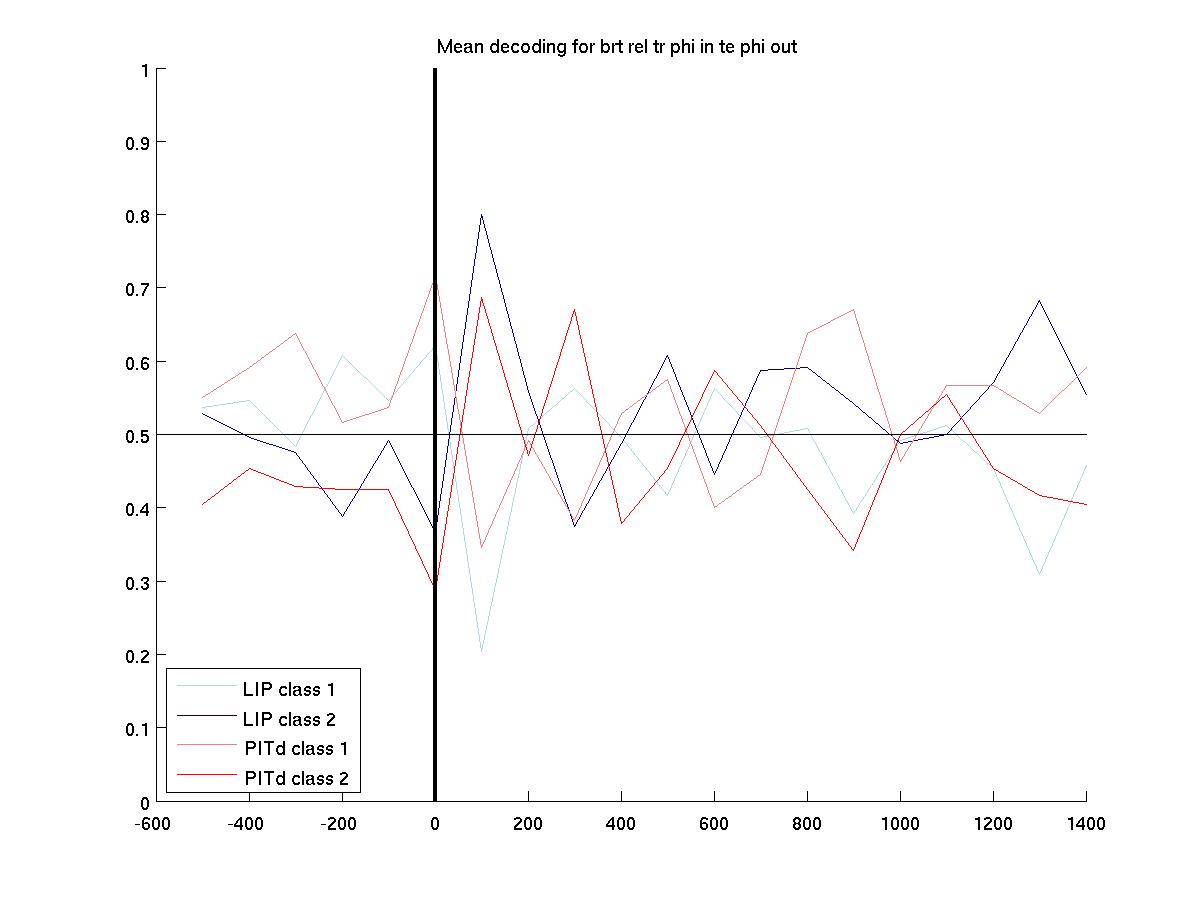 Mean decoding for brt rel tr phi in te phi out
1
0.9
0.8
0.7
0.6
0.5
0.4
0.3
0.2
0.1
0
LIP class 1
LIP class 2
PITd class 1
PITd class 2
-600 -400 -200 0 200 400 600 800 1000 1200 1400